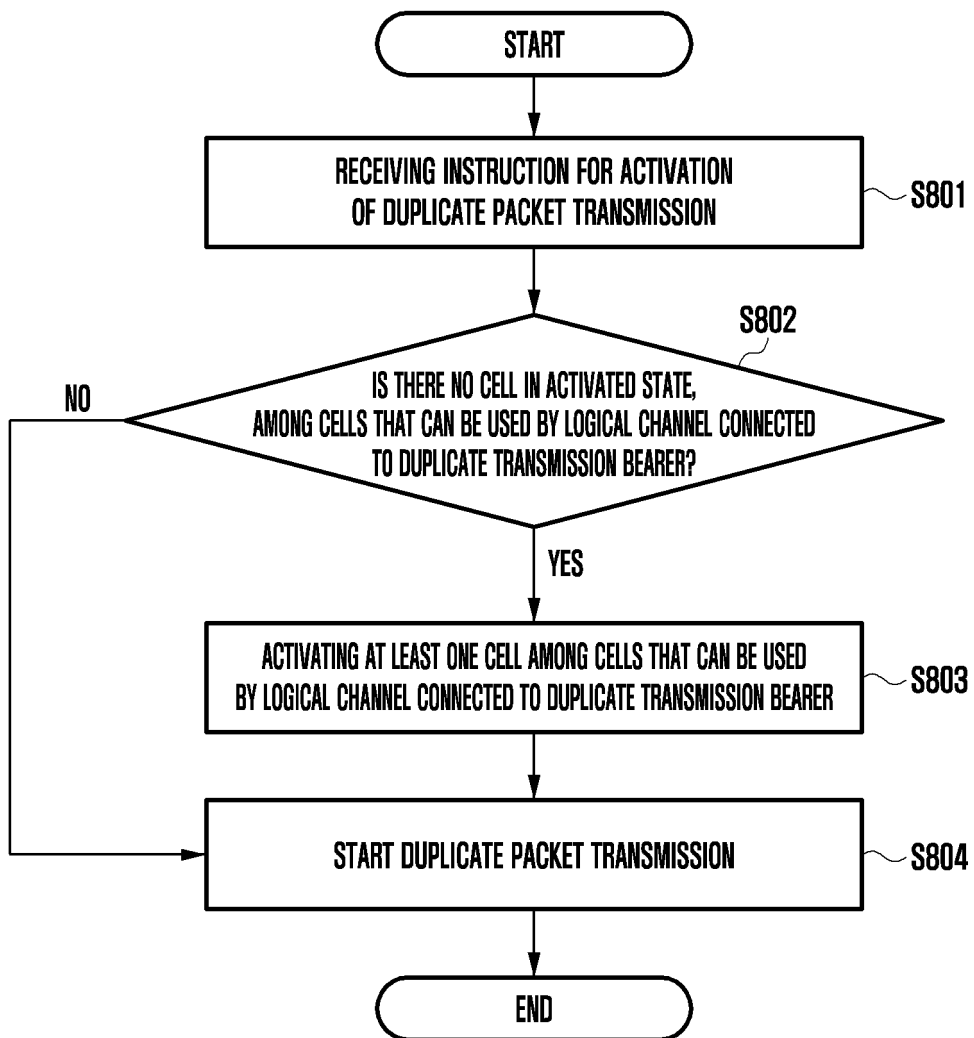 START
RECEIVING INSTRUCTION FOR ACTIVATION
OF DUPLICATE PACKET TRANSMISSION
S801
S802
IS THERE NO CELL IN ACTIVATED STATE,
AMONG CELLS THAT CAN BE USED BY LOGICAL CHANNEL CONNECTED
TO DUPLICATE TRANSMISSION BEARER?
NO
YES
ACTIVATING AT LEAST ONE CELL AMONG CELLS THAT CAN BE USED
BY LOGICAL CHANNEL CONNECTED TO DUPLICATE TRANSMISSION BEARER
S803
START DUPLICATE PACKET TRANSMISSION
S804
END